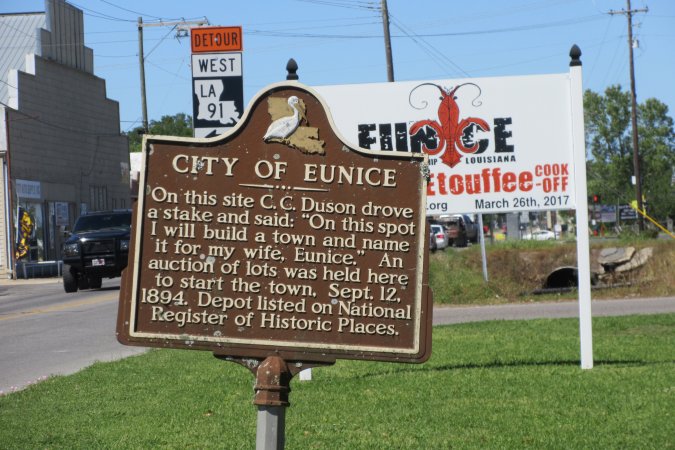 DETOUR
WEST
LA
91
EUNICE
LOUISIANA
Etouffee COOK-OFF
.org March 26th, 2017
CITY OF EUNICE
On this site C. C. Duson drove
a stake and said: "On this spot
I will build a town and name
it for my wife, Eunice." An
auction of lots was held here
to start the town, Sept. 12,
1894. Depot listed on National
Register of Historic Places.